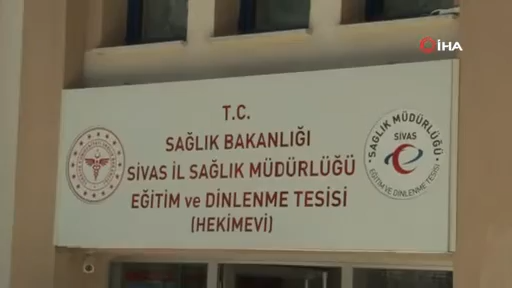 İHA
T.C.
SAĞLIK BAKANLIĞI
SİVAS İL SAĞLIK MÜDÜRLÜĞÜ
EĞİTİM ve DİNLENME TESİSİ
(HEKİMEVİ)
SAĞLIK MÜDÜRLÜĞÜ
SİVAS
EĞİTİM VE DİNLENME TESİSİ